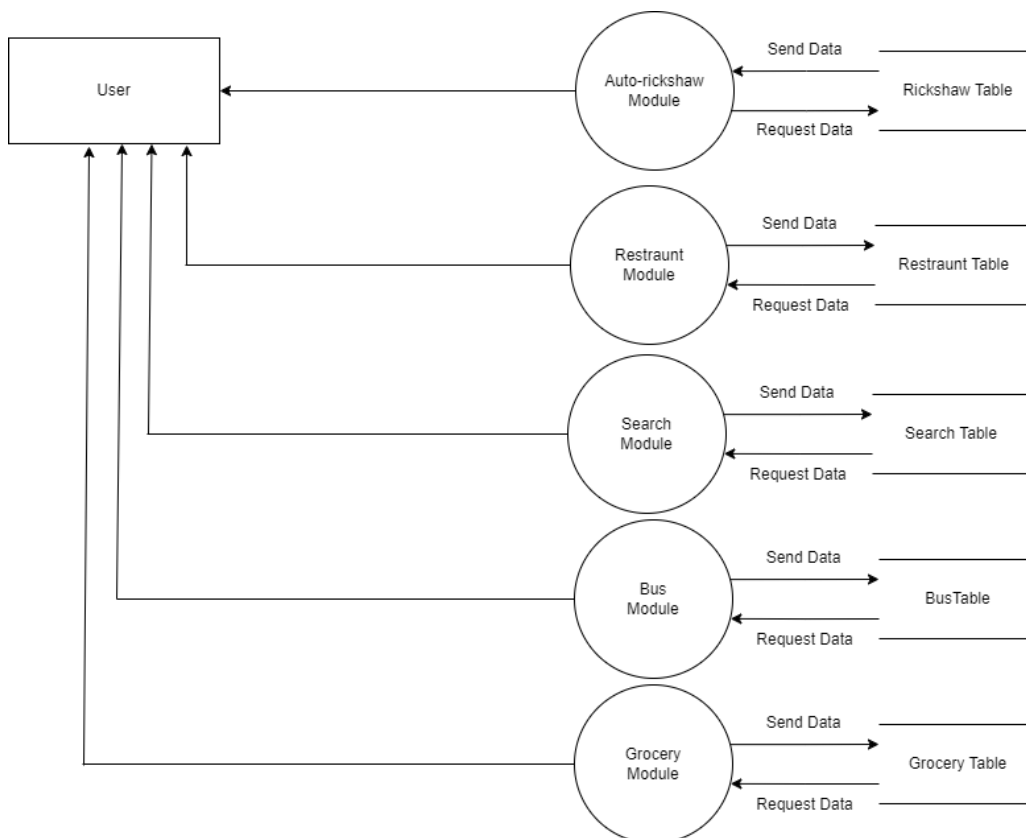 User
Auto-rickshaw
Module
Send Data
Rickshaw Table
Request Data
Restraunt
Module
Send Data
Restraunt Table
Request Data
Search
Module
Send Data
Search Table
Request Data
Bus
Module
Send Data
BusTable
Request Data
Grocery
Module
Send Data
Grocery Table
Request Data